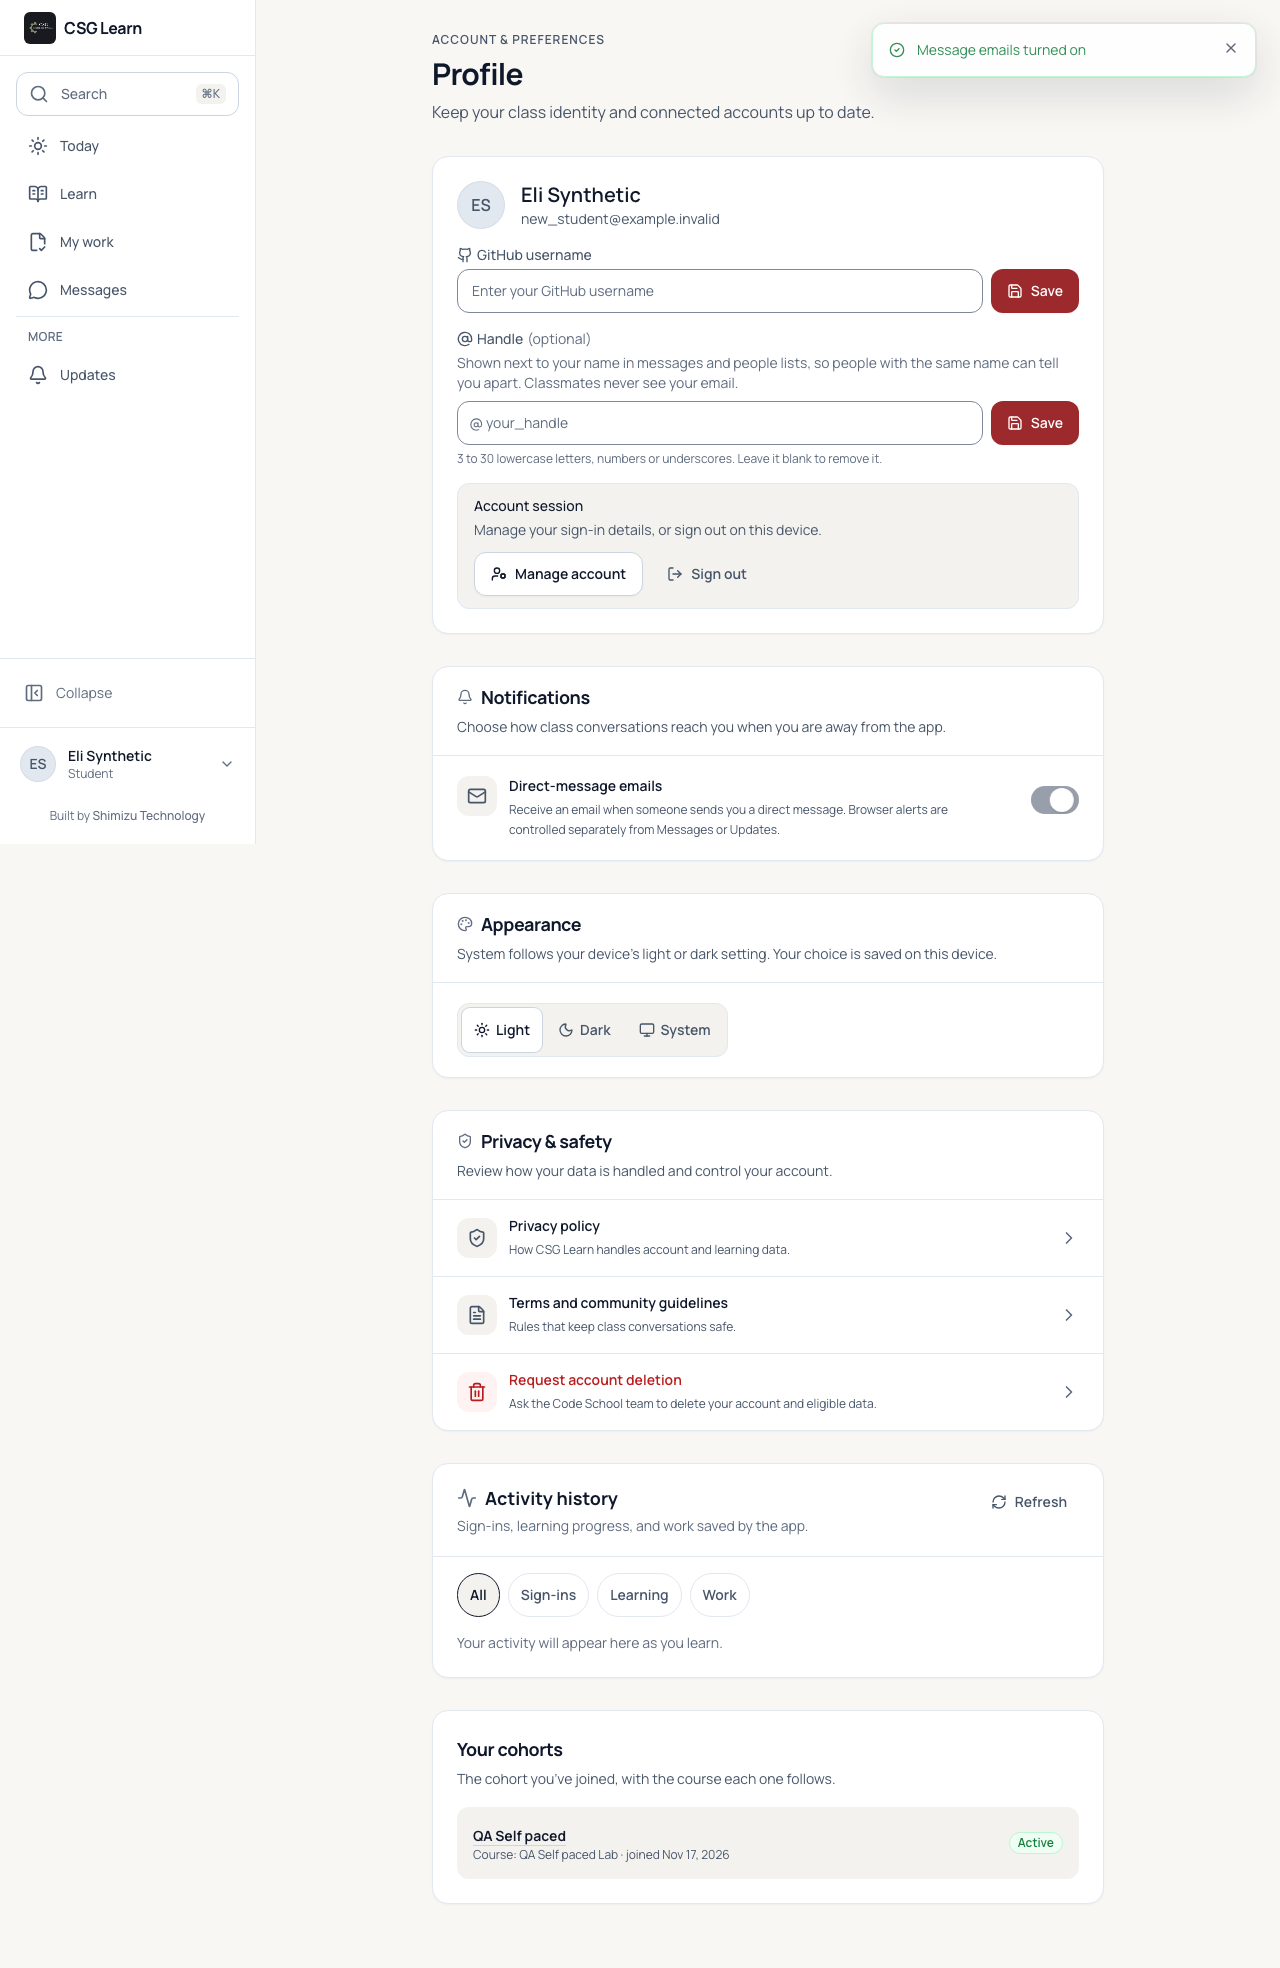 CSG Learn
Search
⌘K
Today
Learn
My work
Messages
MORE
Updates
Collapse
ES
Eli Synthetic
Student
Built by Shimizu Technology
ACCOUNT & PREFERENCES
Profile
Keep your class identity and connected accounts up to date.
Message emails turned on
ES
Eli Synthetic
new_student@example.invalid
GitHub username
Enter your GitHub username
Save
Handle (optional)
Shown next to your name in messages and people lists, so people with the same name can tell
you apart. Classmates never see your email.
@ your_handle
Save
3 to 30 lowercase letters, numbers or underscores. Leave it blank to remove it.
Account session
Manage your sign-in details, or sign out on this device.
Manage account
Sign out
Notifications
Choose how class conversations reach you when you are away from the app.
Direct-message emails
Receive an email when someone sends you a direct message. Browser alerts are
controlled separately from Messages or Updates.
Appearance
System follows your device's light or dark setting. Your choice is saved on this device.
Light
Dark
System
Privacy & safety
Review how your data is handled and control your account.
Privacy policy
How CSG Learn handles account and learning data.
Terms and community guidelines
Rules that keep class conversations safe.
Request account deletion
Ask the Code School team to delete your account and eligible data.
Activity history
Refresh
Sign-ins, learning progress, and work saved by the app.
All
Sign-ins
Learning
Work
Your activity will appear here as you learn.
Your cohorts
The cohort you've joined, with the course each one follows.
QA Self paced
Course: QA Self paced Lab · joined Nov 17, 2026
Active